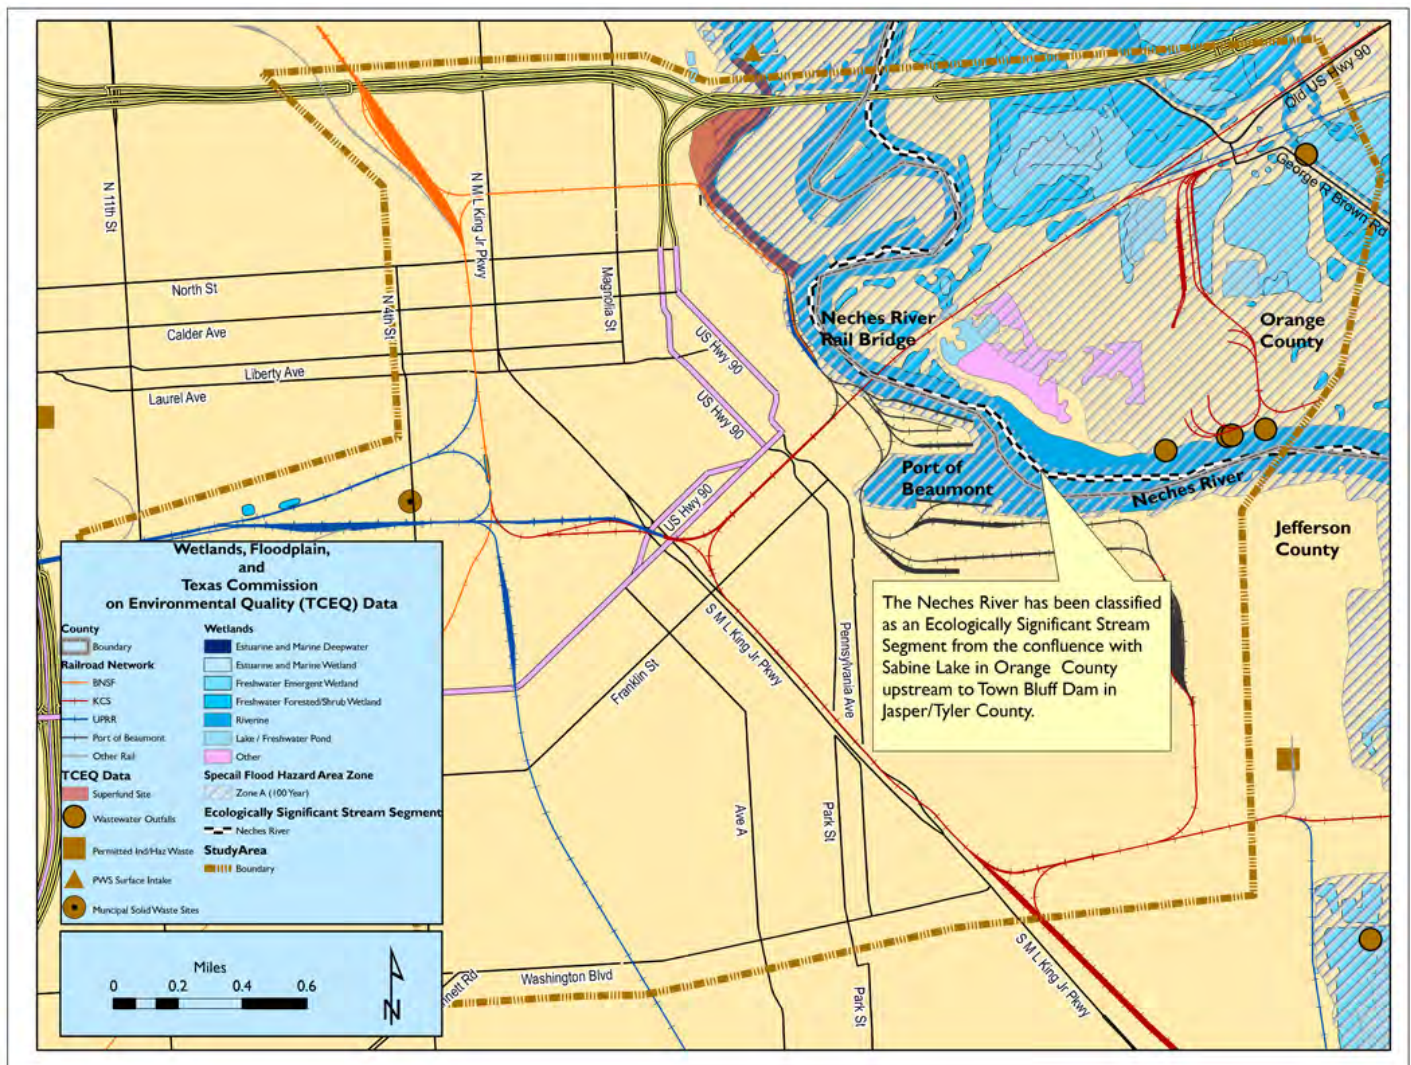 Old US Hwy 90
George R Brown Rd
N 11th St
N M L King Jr Pkwy
Magnolia St
North St
N 4th St
Calder Ave
Liberty Ave
Laurel Ave
US Hwy 90
US Hwy 90
US Hwy 90
Neches River
Rail Bridge
Orange
County
Port of
Beaumont
Neches River
Jefferson
County
The Neches River has been classified
as an Ecologically Significant Stream
Segment from the confluence with
Sabine Lake in Orange County
upstream to Town Bluff Dam in
Jasper/Tyler County.
S M L King Jr Pkwy
Franklin St
Pennsylvania Ave
Ave A
Park St
Washington Blvd
nnett Rd
Park St
S M L King Jr Pkwy
Wetlands, Floodplain,
and
Texas Commission
on Environmental Quality (TCEQ) Data
County
Boundary
Railroad Network
BNSF
KCS
UPRR
Port of Beaumont
Other Rail
TCEQ Data
Superfund Site
Wastewater Outfalls
Permitted Ind/Haz Waste
PWS Surface Intake
Muncipal Solid Waste Sites
Wetlands
Estuarine and Marine Deepwater
Estuarine and Marine Wetland
Freshwater Emergent Wetland
Freshwater Forested/Shrub Wetland
Riverine
Lake / Freshwater Pond
Other
Specail Flood Hazard Area Zone
Zone A (100 Year)
Ecologically Significant Stream Segment
Neches River
StudyArea
Boundary
Miles
0 0.2 0.4 0.6
N